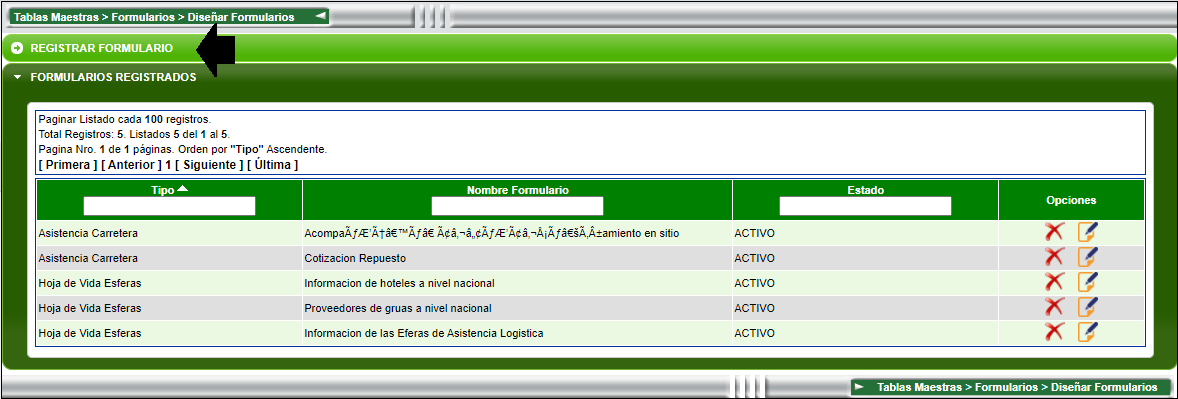 Tablas Maestras > Formularios > Diseñar Formularios
REGISTRAR FORMULARIO
FORMULARIOS REGISTRADOS
Paginar Listado cada 100 registros.
Total Registros: 5. Listados 5 del 1 al 5.
Pagina Nro. 1 de 1 páginas. Orden por "Tipo" Ascendente.
[ Primera ] [ Anterior ] 1 [ Siguiente ] [ Última ]
Tipo Nombre Formulario Estado Opciones
Asistencia Carretera AcompaÃƒÆ’Ã†â€™Ãƒâ€ Ã¢â‚¬â„¢ÃƒÆ’Ã¢â‚¬Å¡Ãƒâ€šÃ‚Â±amiento en sitio ACTIVO
Asistencia Carretera Cotizacion Repuesto ACTIVO
Hoja de Vida Esferas Informacion de hoteles a nivel nacional ACTIVO
Hoja de Vida Esferas Proveedores de gruas a nivel nacional ACTIVO
Hoja de Vida Esferas Informacion de las Eferas de Asistencia Logistica ACTIVO
Tablas Maestras > Formularios > Diseñar Formularios